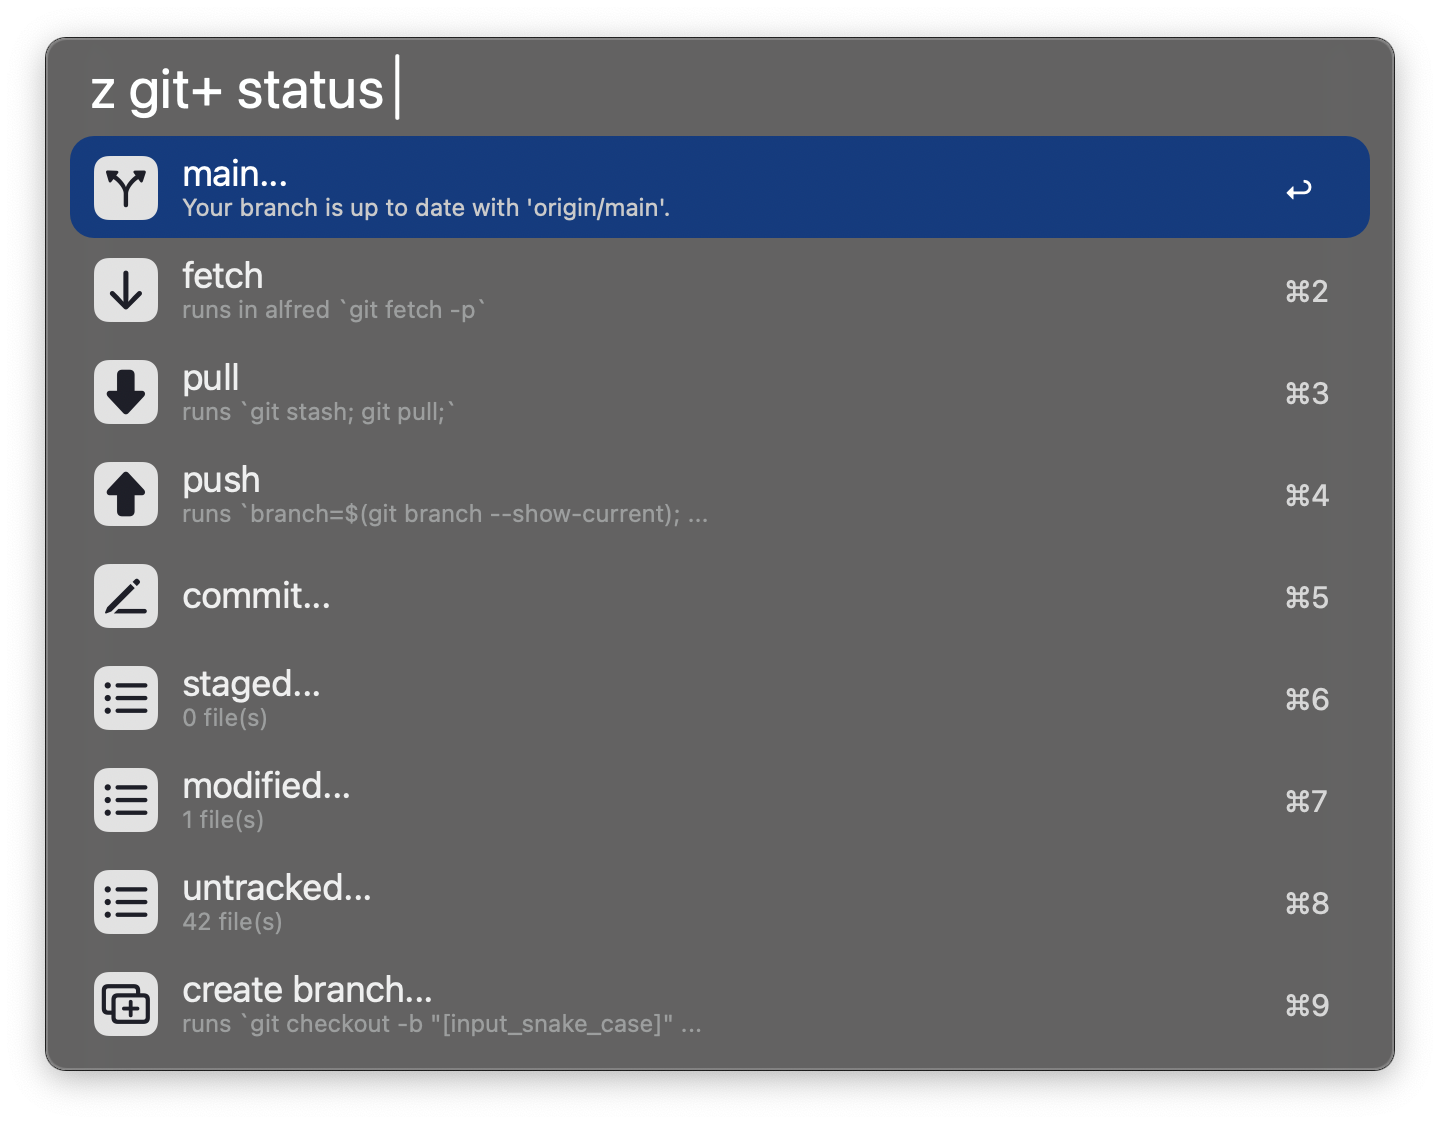 z git+ status
main...
Your branch is up to date with 'origin/main'.
fetch
runs in alfred `git fetch -p`
⌘2
pull
runs `git stash; git pull;`
⌘3
push
runs `branch=$(git branch --show-current); ...
⌘4
commit...
⌘5
staged...
0 file(s)
⌘6
modified...
1 file(s)
⌘7
untracked...
42 file(s)
⌘8
create branch...
runs `git checkout -b "[input_snake_case]" ...
⌘9